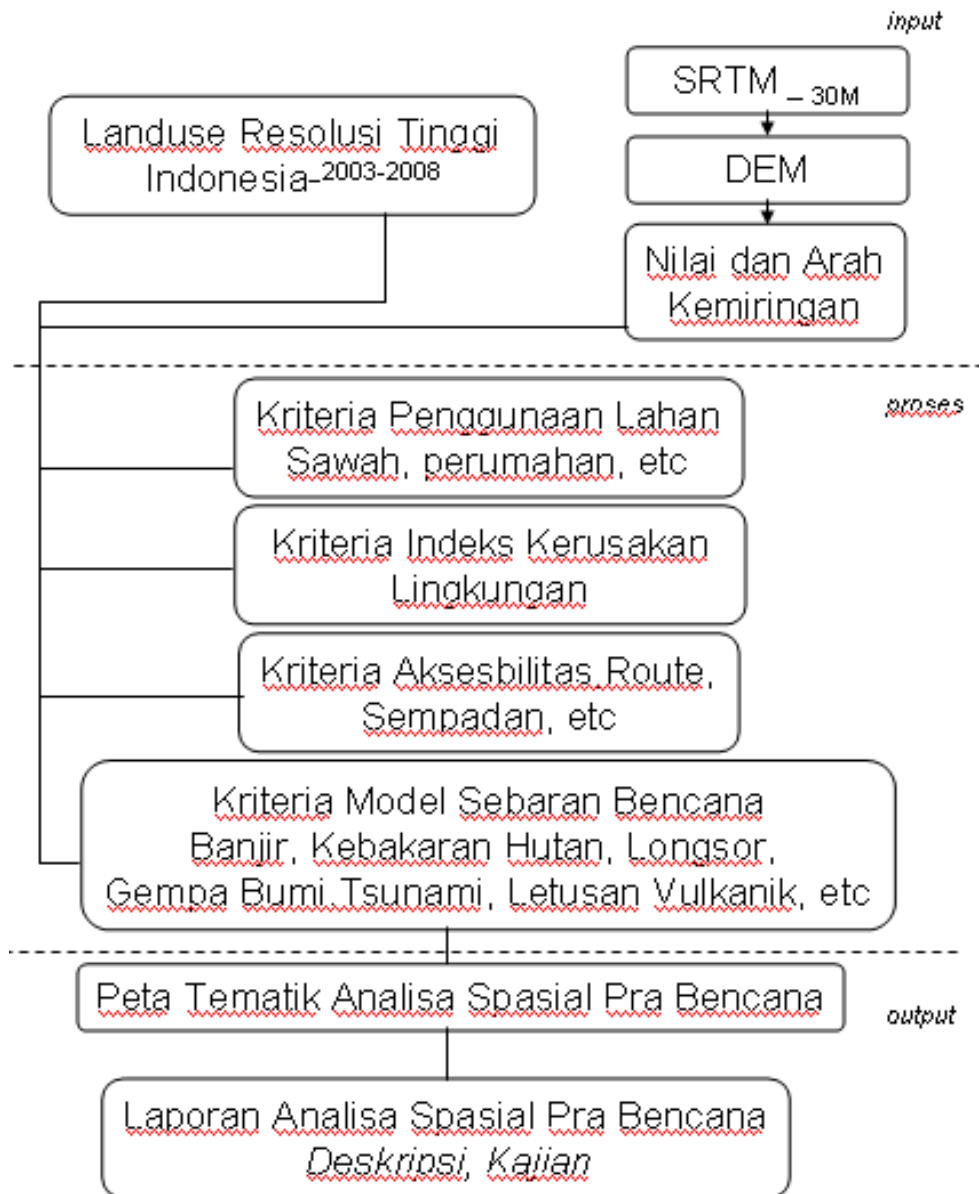 input
SRTM – 30M
Landuse Resolusi Tinggi
Indonesia-2003-2008
DEM
Nilai dan Arah
Kemiringan
proses
Kriteria Penggunaan Lahan
Sawah, perumahan, etc
Kriteria Indeks Kerusakan
Lingkungan
Kriteria Aksesbilitas Route,
Sempadan, etc
Kriteria Model Sebaran Bencana
Banjir, Kebakaran Hutan, Longsor,
Gempa Bumi, Tsunami, Letusan Vulkanik, etc
Peta Tematik Analisa Spasial Pra Bencana
output
Laporan Analisa Spasial Pra Bencana
Deskripsi, Kajian